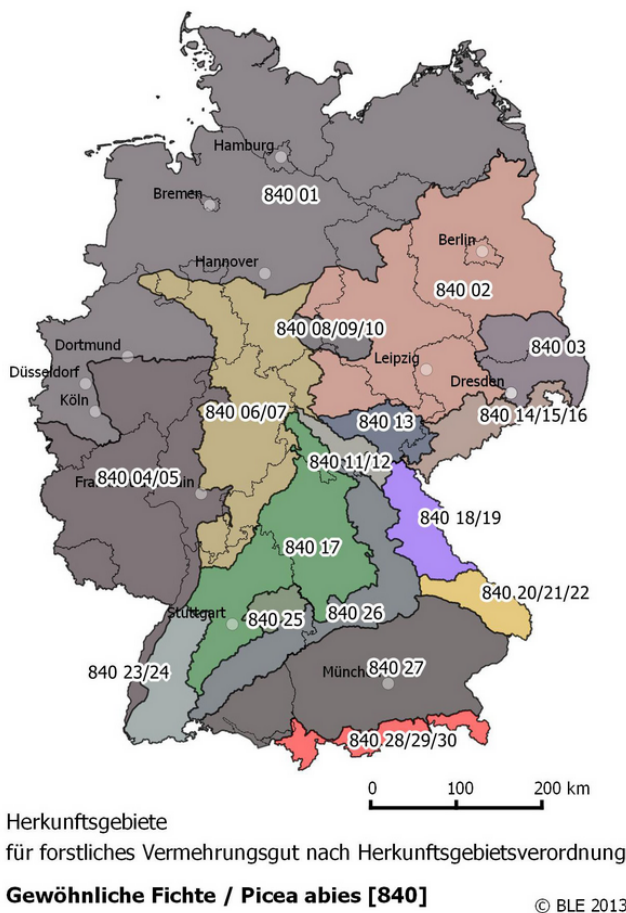 Hamburg
Bremen
840 01
Hannover
Berlin
840 02
840 08/09/10
840 03
Dortmund
Leipzig
Düsseldorf
Dresden
Köln
840 06/07
840 13
840 14/15/16
840 11/12
840 04/05
840 18/19
840 17
840 20/21/22
Stuttgart
840 25
840 26
840 23/24
840 27
840 28/29/30
0 100 200 km
Herkunftsgebiete
für forstliches Vermehrungsgut nach Herkunftsgebietsverordnung
Gewöhnliche Fichte / Picea abies [840]
© BLE 2013